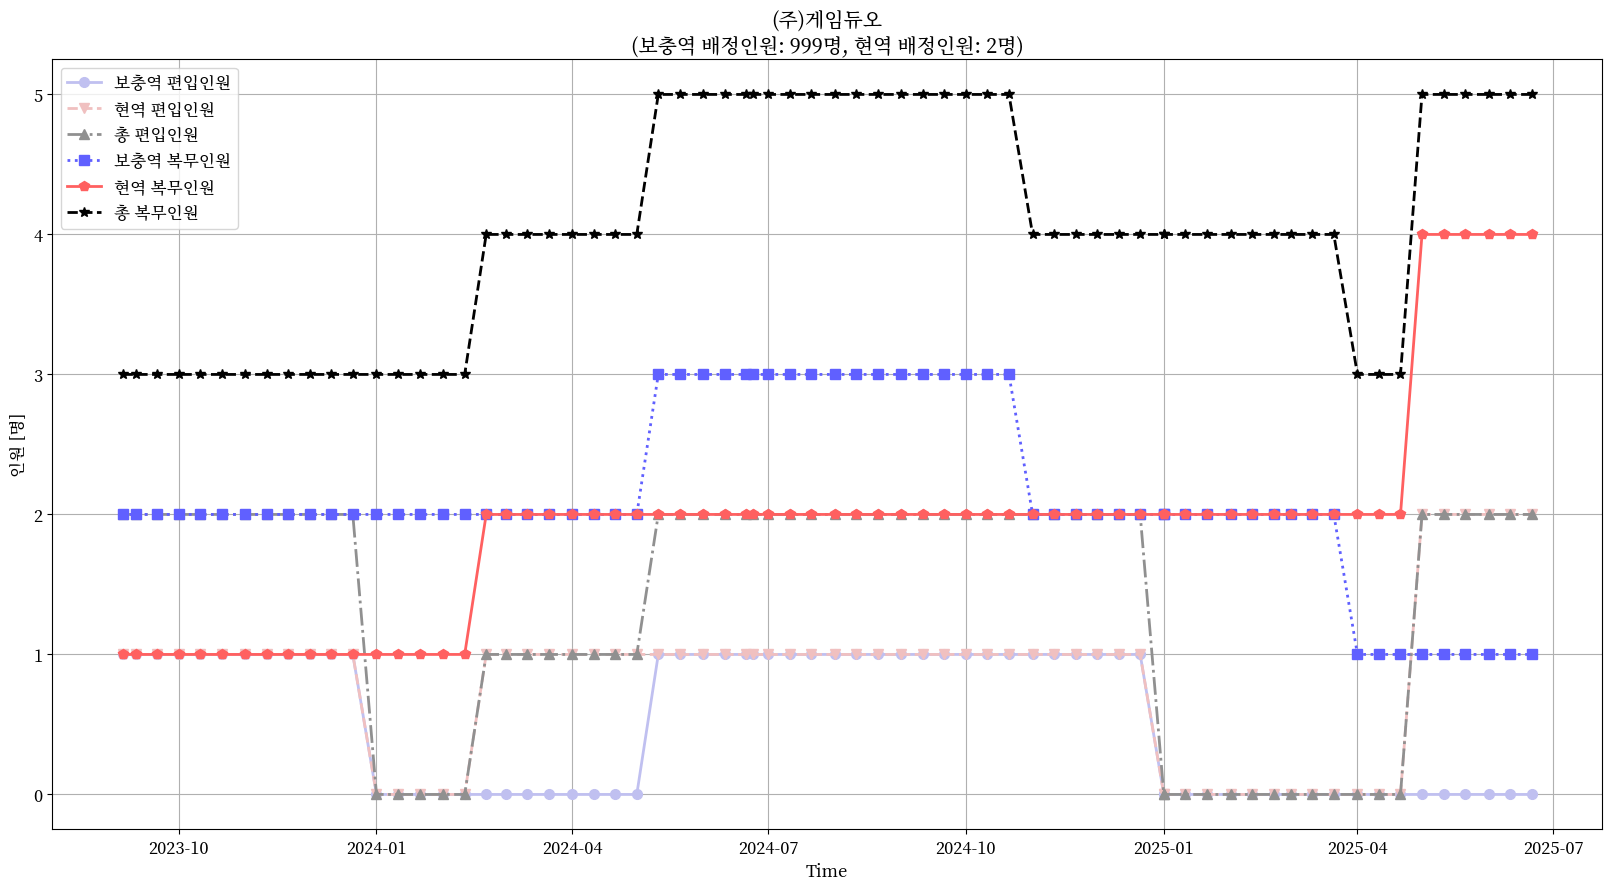 (주)게임듀오
(보충역 배정인원: 999명, 현역 배정인원: 2명)
보충역 편입인원
현역 편입인원
총 편입인원
보충역 복무인원
현역 복무인원
총 복무인원
인원 [명]
5
4
3
2
1
0
2023-10
2024-01
2024-04
2024-07
2024-10
2025-01
2025-04
2025-07
Time